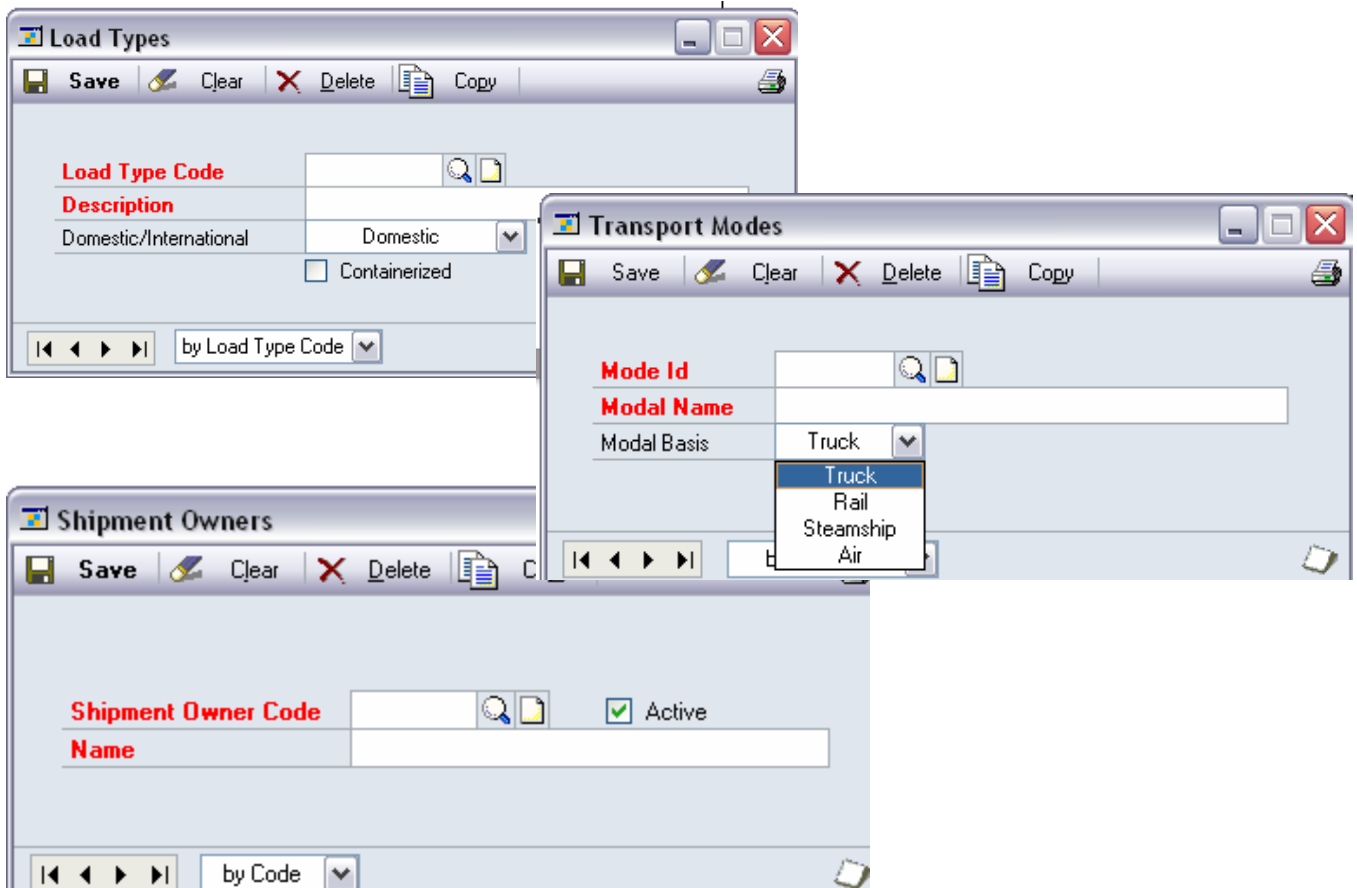 Load Types
Save Clear Delete Copy
Load Type Code
Description
Domestic/International Domestic
Containerized
by Load Type Code
Transport Modes
Save Clear Delete Copy
Mode Id
Modal Name
Modal Basis Truck
Truck
Rail
Steamship
Air
Shipment Owners
Save Clear Delete
Shipment Owner Code Active
Name
by Code